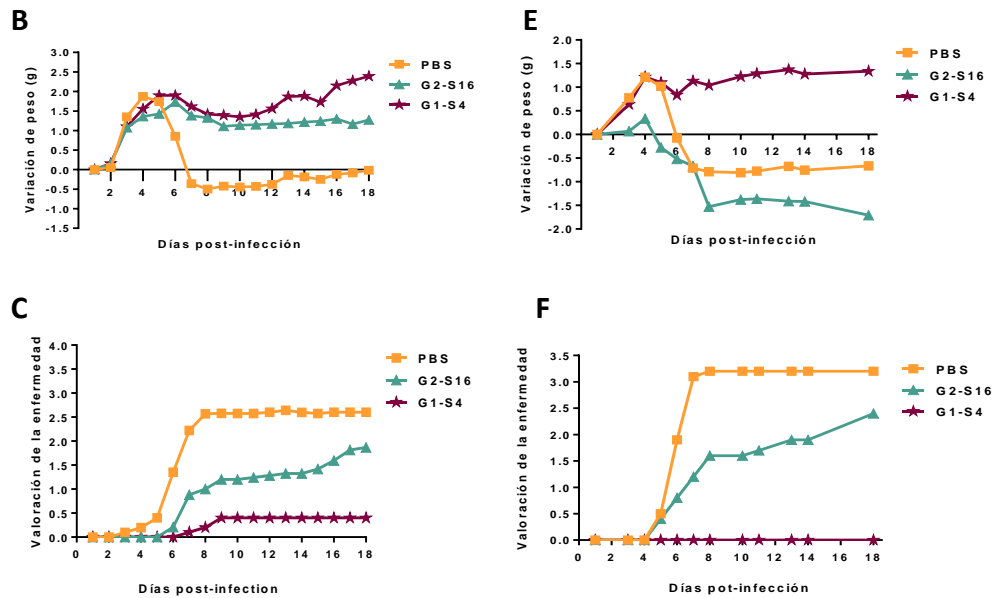 B
Variación de peso (g)
3.0
2.5
2.0
1.5
1.0
0.5
0.0
-0.5
-1.0
-1.5
2 4 6 8 10 12 14 16 18
Días post-infección
PBS
G2-S16
G1-S4
E
Variación de peso (g)
2.0
1.5
1.0
0.5
0.0
-0.5
-1.0
-1.5
-2.0
2 4 6 8 10 12 14 16 18
Días post-infección
PBS
G2-S16
G1-S4
C
Valoración de la enfermedad
4.0
3.5
3.0
2.5
2.0
1.5
1.0
0.5
0.0
0 2 4 6 8 10 12 14 16 18
Días post-infection
PBS
G2-S16
G1-S4
F
Valoración de la enfermedad
3.5
3.0
2.5
2.0
1.5
1.0
0.5
0.0
0 2 4 6 8 10 12 14 16 18
Días pot-infección
PBS
G2-S16
G1-S4